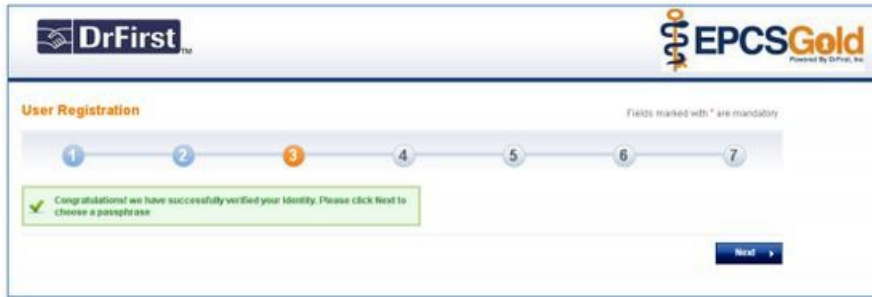 DrFirst TM
EPCSGold
Powered By DrFirst, Inc.
User Registration
Fields marked with * are mandatory
1 2 3 4 5 6 7
Congratulations! we have successfully verified your Identity. Please click Next to
choose a passphrase
Next